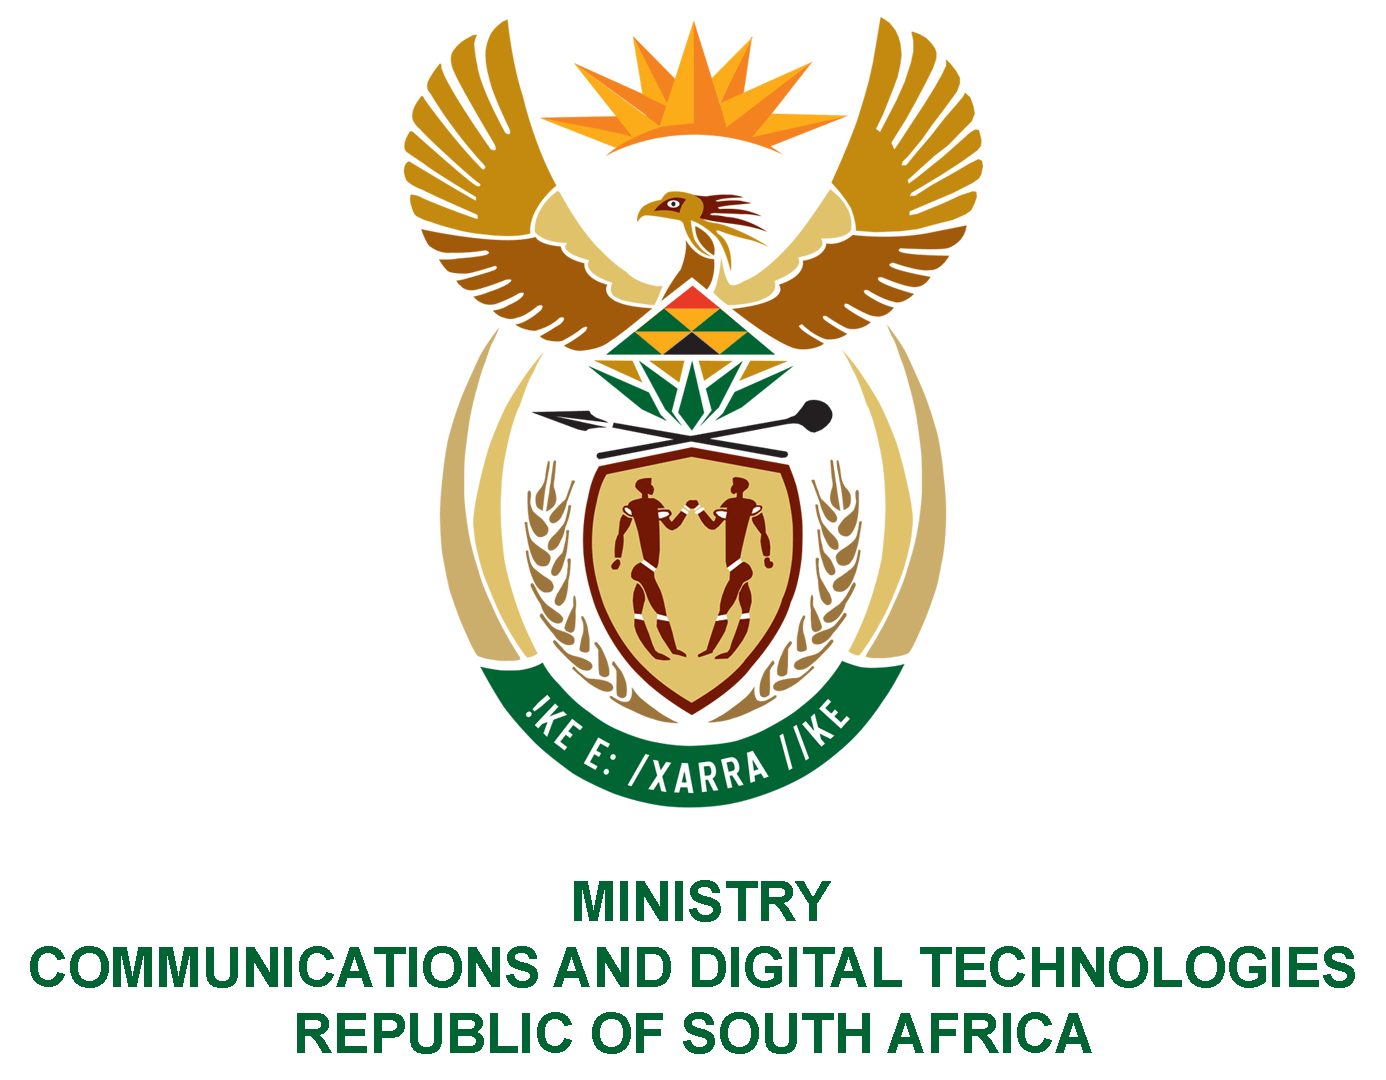 !KE E: /XARRA //KE
MINISTRY
COMMUNICATIONS AND DIGITAL TECHNOLOGIES
REPUBLIC OF SOUTH AFRICA